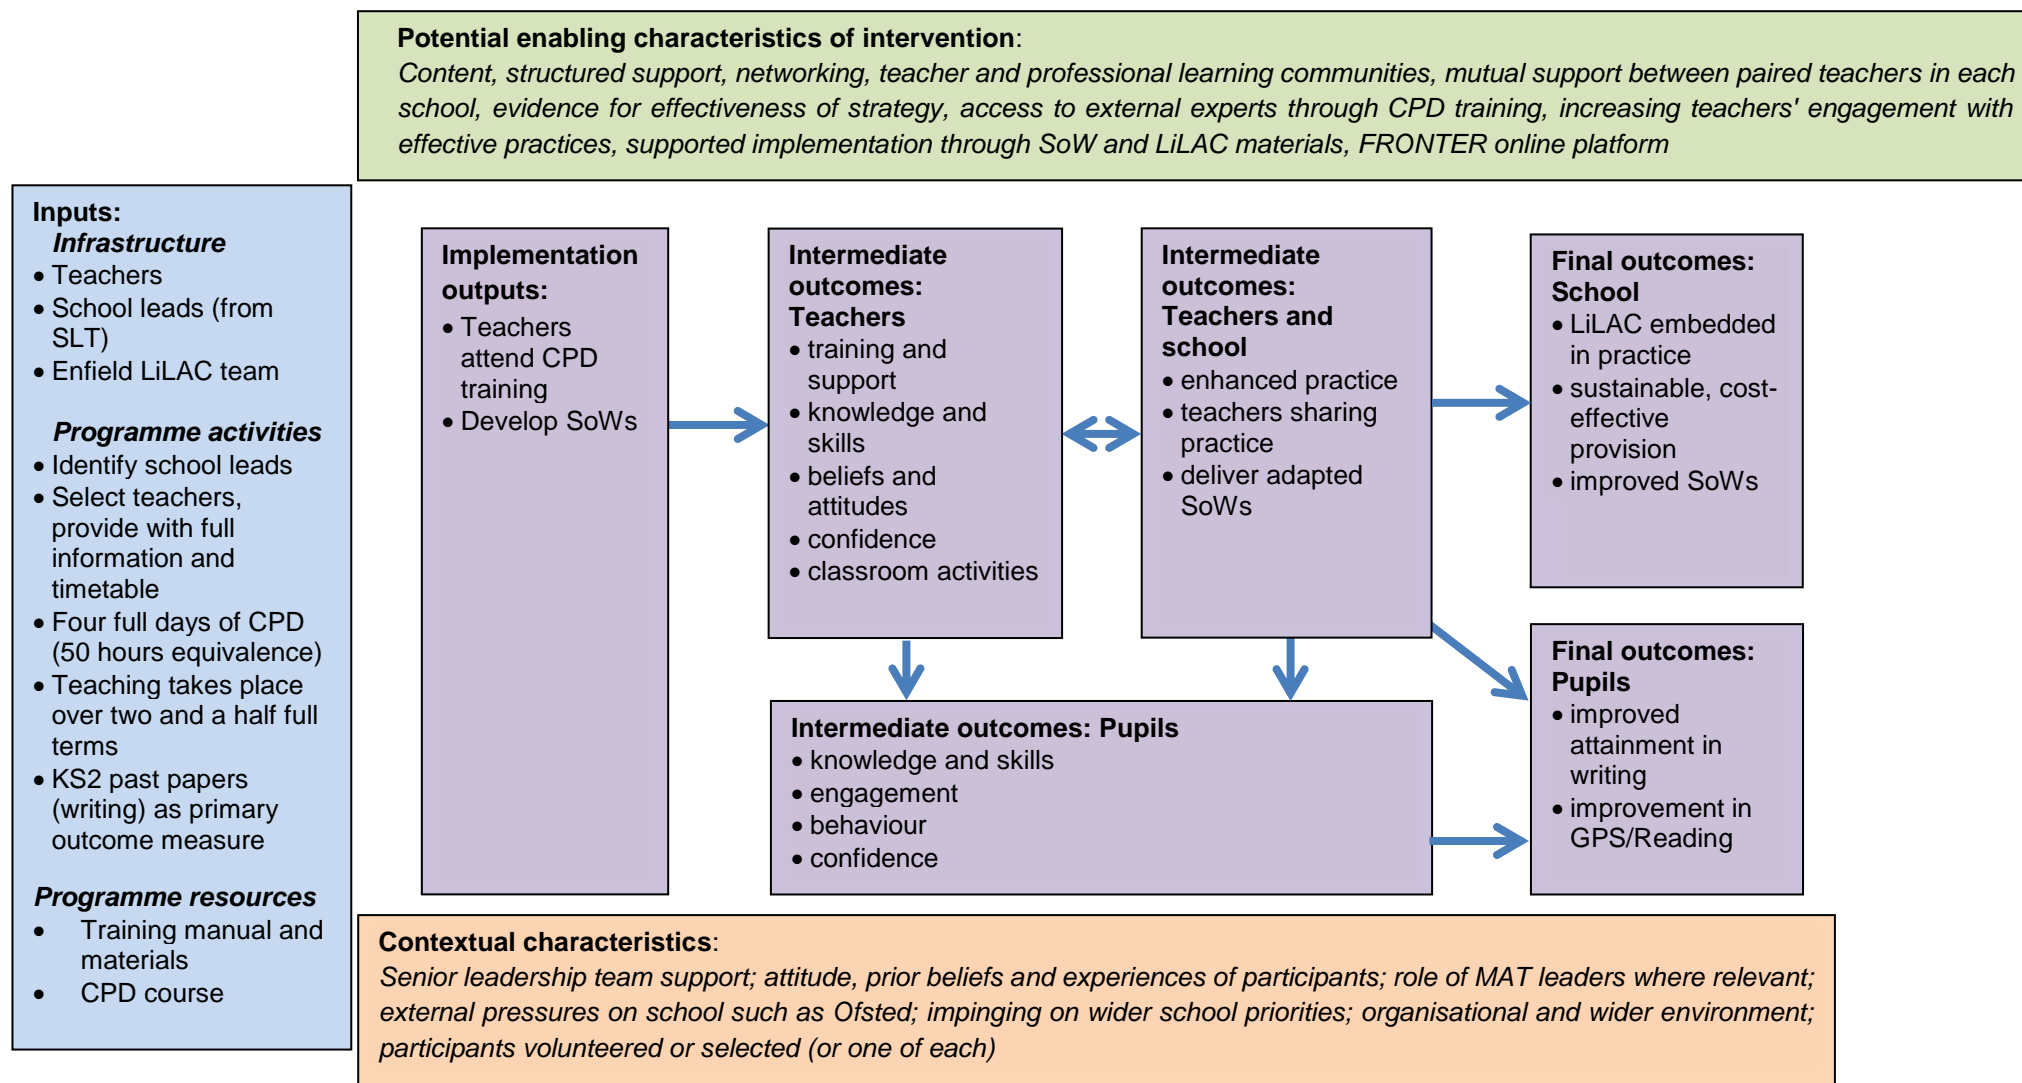 Potential enabling characteristics of intervention:
Content, structured support, networking, teacher and professional learning communities, mutual support between paired teachers in each
school, evidence for effectiveness of strategy, access to external experts through CPD training, increasing teachers' engagement with
effective practices, supported implementation through SoW and LiLAC materials, FRONTER online platform
Inputs:
Infrastructure
• Teachers
• School leads (from
SLT)
• Enfield LiLAC team
Programme activities
• Identify school leads
• Select teachers,
provide with full
information and
timetable
• Four full days of CPD
(50 hours equivalence)
• Teaching takes place
over two and a half full
terms
• KS2 past papers
(writing) as primary
outcome measure
Programme resources
• Training manual and
materials
• CPD course
Implementation
outputs:
• Teachers
attend CPD
training
• Develop SoWs
Intermediate
outcomes:
Teachers
• training and
support
• knowledge and
skills
• beliefs and
attitudes
• confidence
• classroom activities
Intermediate
outcomes:
Teachers and
school
• enhanced practice
• teachers sharing
practice
• deliver adapted
SoWs
Final outcomes:
School
• LiLAC embedded
in practice
• sustainable, cost-
effective
provision
• improved SoWs
Intermediate outcomes: Pupils
• knowledge and skills
• engagement
• behaviour
• confidence
Final outcomes:
Pupils
• improved
attainment in
writing
• improvement in
GPS/Reading
Contextual characteristics:
Senior leadership team support; attitude, prior beliefs and experiences of participants; role of MAT leaders where relevant;
external pressures on school such as Ofsted; impinging on wider school priorities; organisational and wider environment;
participants volunteered or selected (or one of each)